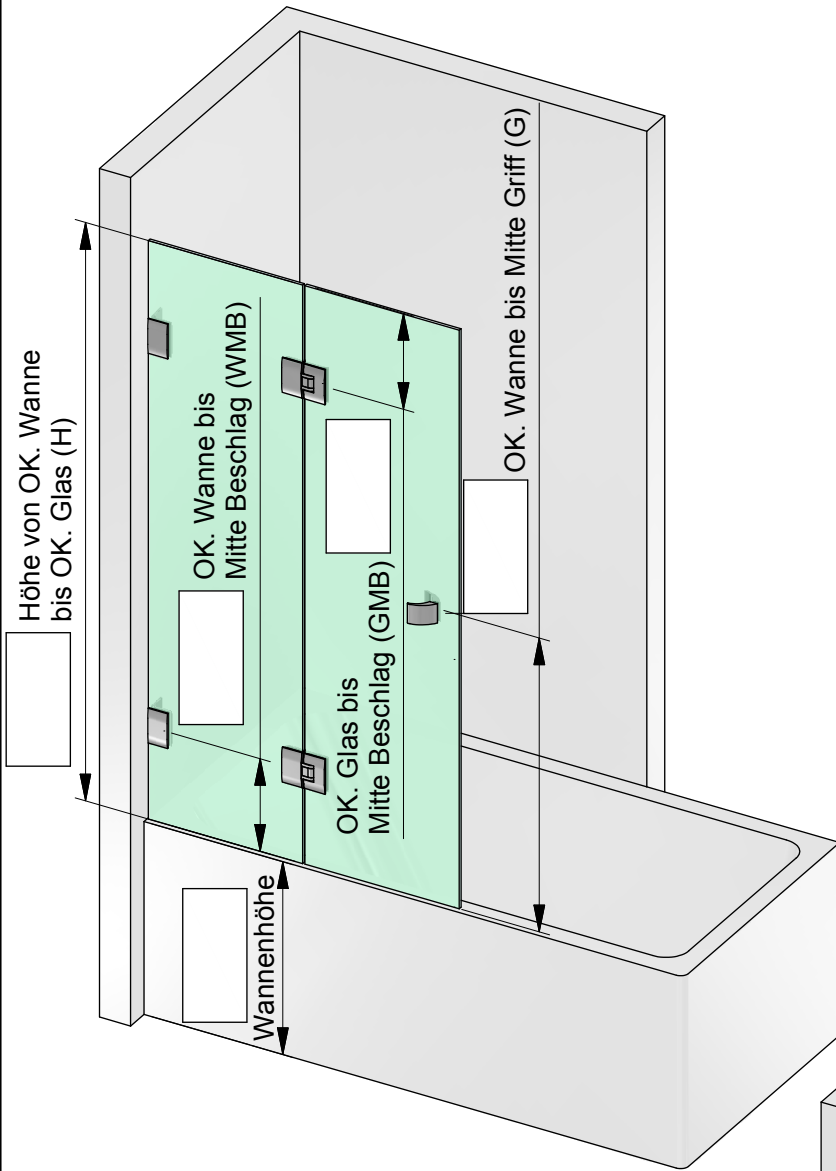 Höhe von OK. Wanne
bis OK. Glas (H)
OK. Wanne bis
Mitte Beschlag (WMB)
OK. Glas bis
Mitte Beschlag (GMB)
OK. Wanne bis Mitte Griff (G)
Wannenhöhe